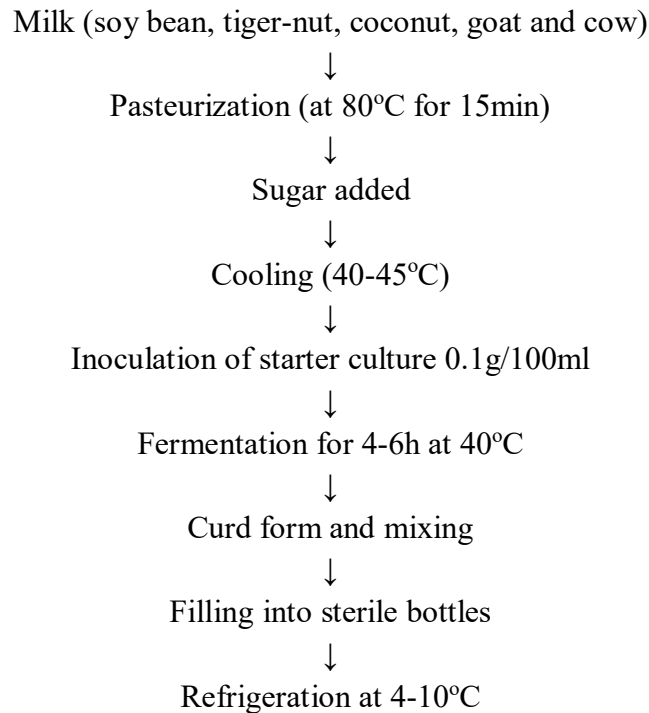 Milk (soy bean, tiger-nut, coconut, goat and cow)
↓
Pasteurization (at 80ºC for 15min)
↓
Sugar added
↓
Cooling (40-45ºC)
↓
Inoculation of starter culture 0.1g/100ml
↓
Fermentation for 4-6h at 40ºC
↓
Curd form and mixing
↓
Filling into sterile bottles
↓
Refrigeration at 4-10ºC